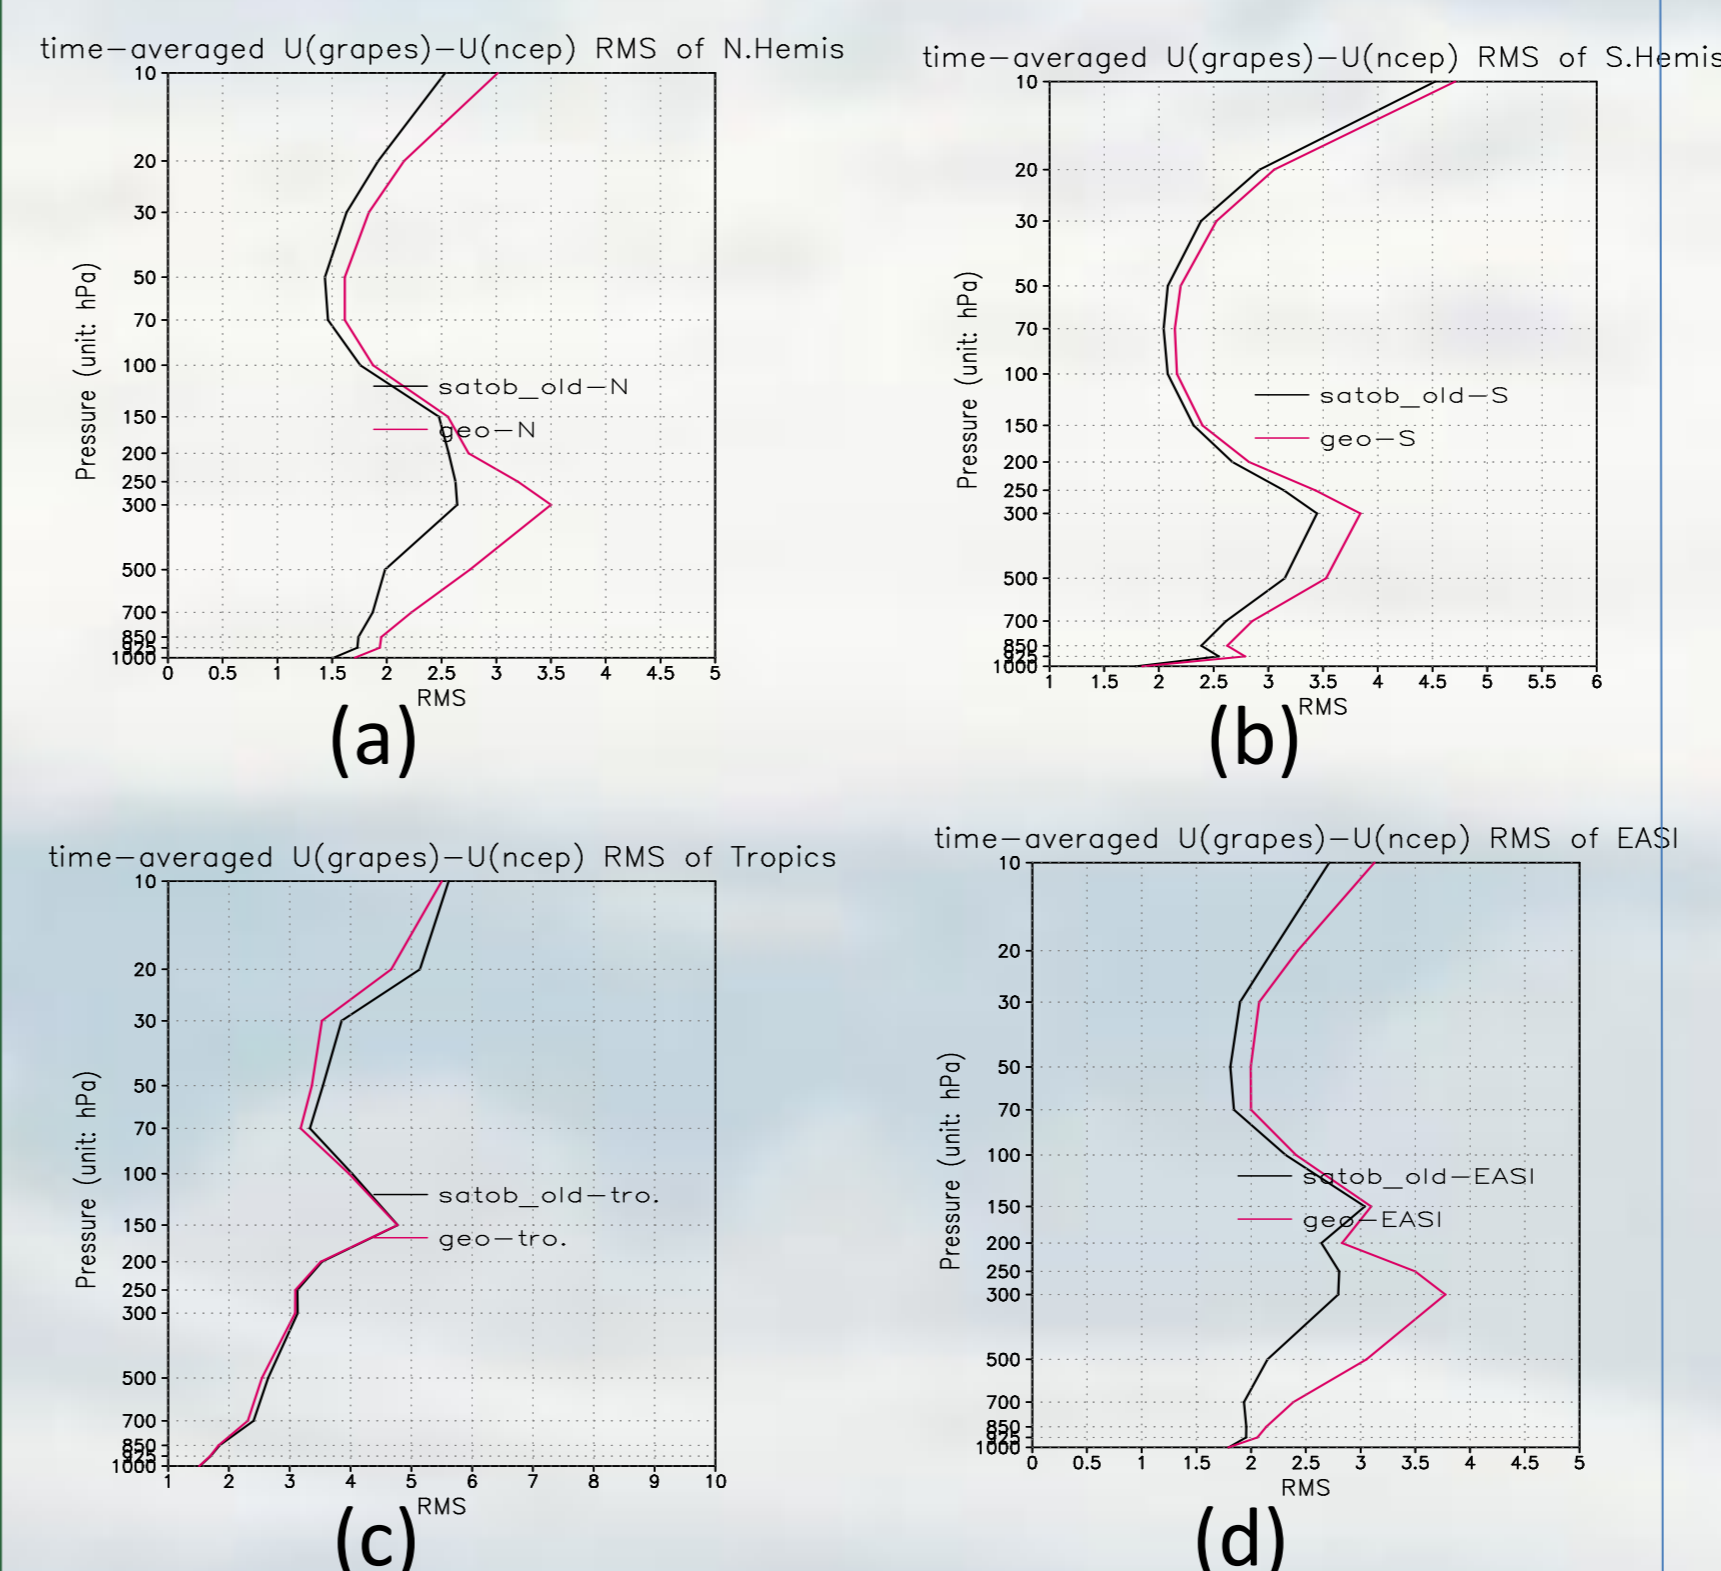 time-averaged U(grapes)-U(ncep) RMS of N.Hemis
10
20
30
50
70
100
150
200
250
300
500
700
850
925
1000
Pressure (unit: hPa)
satob_old-N
geo-N
0 0.5 1 1.5 2 2.5 3 3.5 4 4.5 5
RMS
(a)
time-averaged U(grapes)-U(ncep) RMS of S.Hemis
10
20
30
50
70
100
150
200
250
300
500
700
850
925
1000
Pressure (unit: hPa)
satob_old-S
geo-S
1 1.5 2 2.5 3 3.5 4 4.5 5 5.5 6
RMS
(b)
time-averaged U(grapes)-U(ncep) RMS of Tropics
10
20
30
50
70
100
150
200
250
300
500
700
850
925
1000
Pressure (unit: hPa)
satob_old-tro.
geo-tro.
1 2 3 4 5 6 7 8 9 10
RMS
(c)
time-averaged U(grapes)-U(ncep) RMS of EASI
10
20
30
50
70
100
150
200
250
300
500
700
850
925
1000
Pressure (unit: hPa)
satob_old-EASI
geo-EASI
0 0.5 1 1.5 2 2.5 3 3.5 4 4.5 5
RMS
(d)